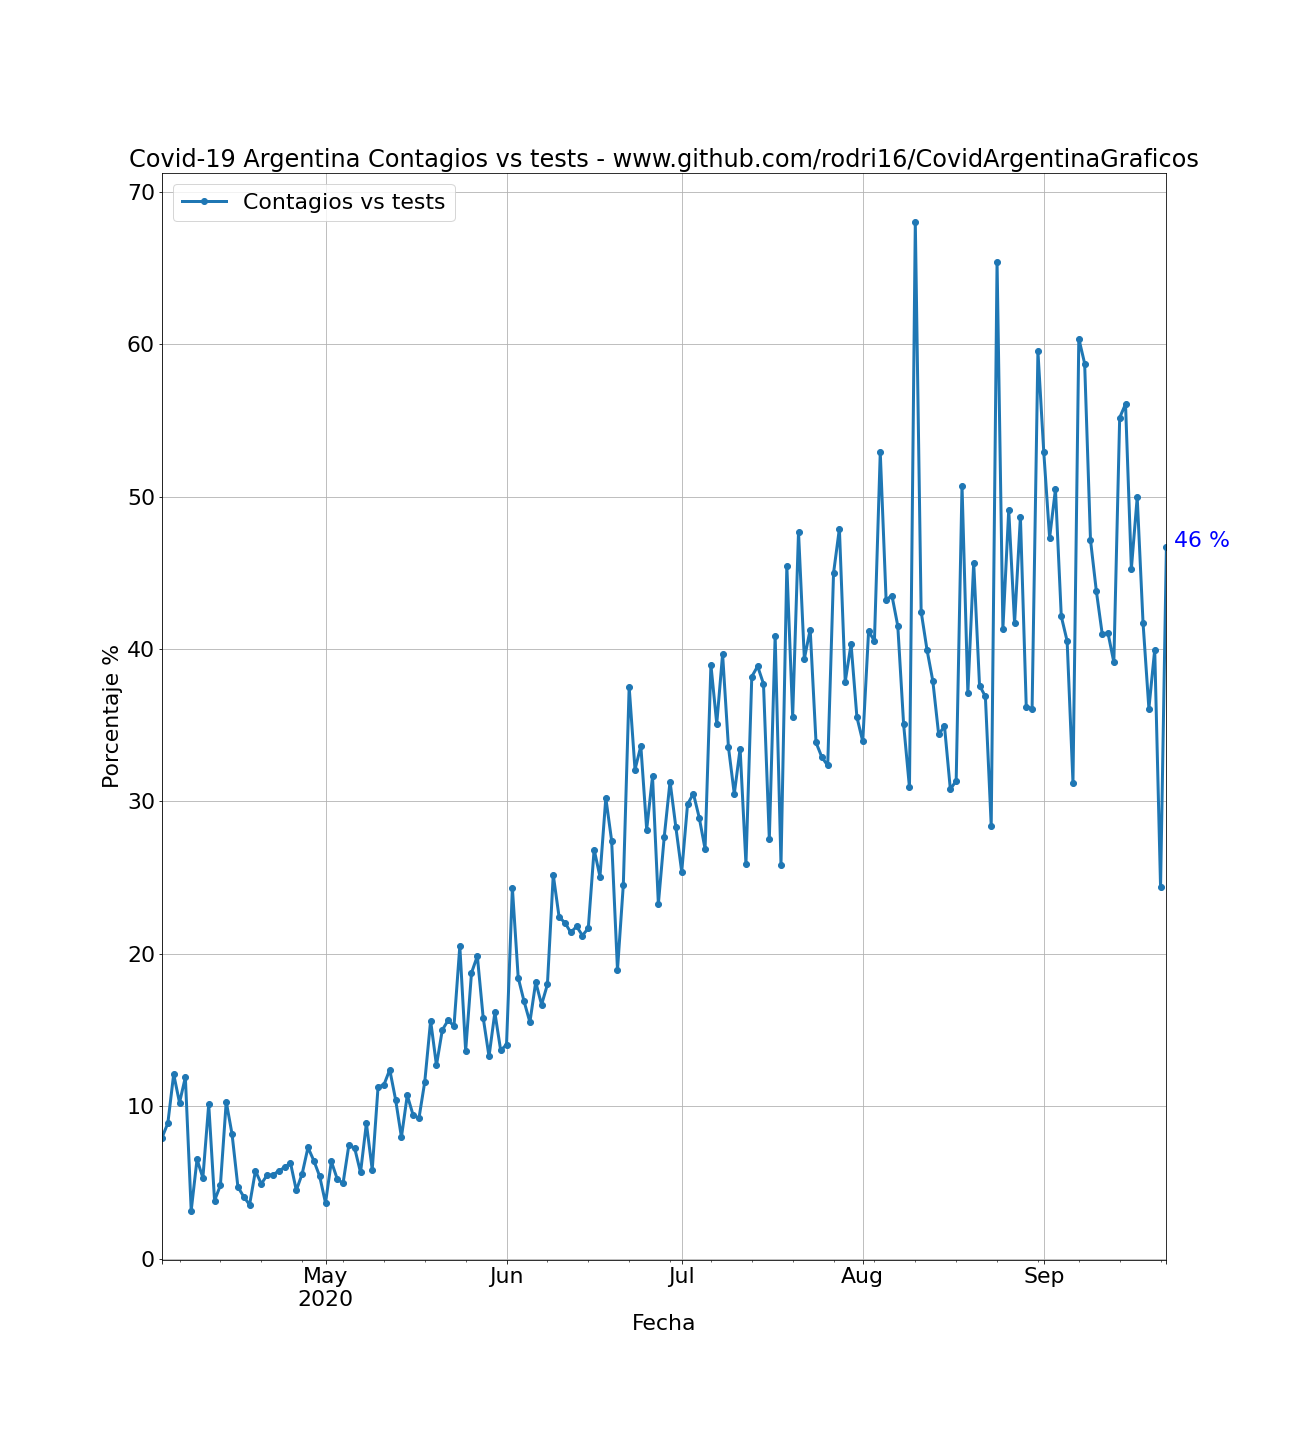 Covid-19 Argentina Contagios vs tests - www.github.com/rodri16/CovidArgentinaGraficos
Contagios vs tests
70
60
50
40
30
20
10
0
Porcentaje %
46 %
May
2020
Jun
Jul
Aug
Sep
Fecha